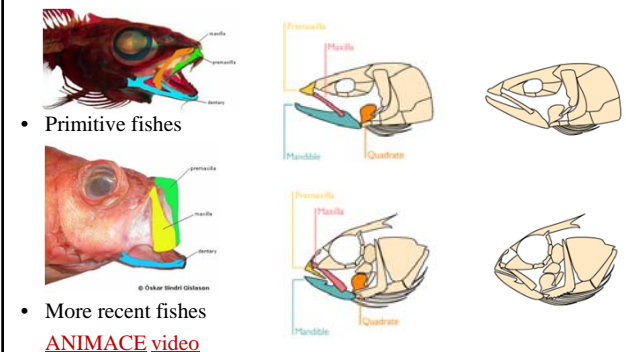 maxilla
premaxilla
dentary
• Primitive fishes
Premaxilla
Maxilla
Mandible
Quadrate
premaxilla
maxilla
dentary
© Óskar Sindri Gíslason
• More recent fishes
ANIMACE video
Premaxilla
Maxilla
Quadrate
Mandible